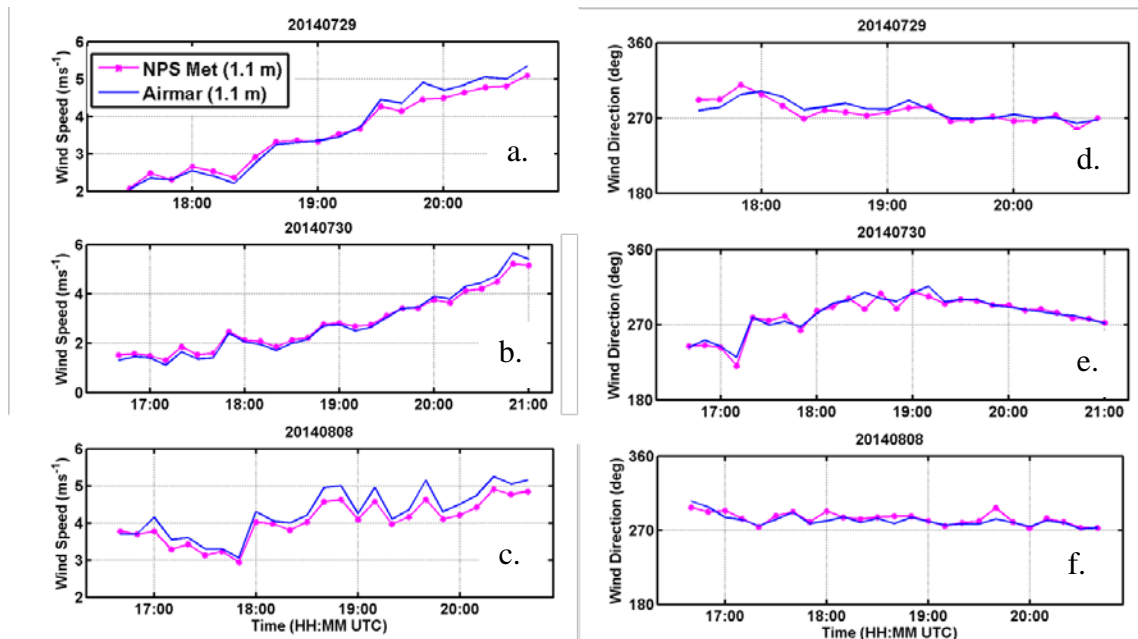 20140729
Wind Speed (ms-1)
6
5
4
3
2
NPS Met (1.1 m)
Airmar (1.1 m)
a.
18:00 19:00 20:00
20140729
Wind Direction (deg)
360
270
180
d.
18:00 19:00 20:00
20140730
Wind Speed (ms-1)
6
4
2
0
b.
17:00 18:00 19:00 20:00 21:00
20140730
Wind Direction (deg)
360
270
180
e.
17:00 18:00 19:00 20:00 21:00
20140808
Wind Speed (ms-1)
6
5
4
3
2
c.
17:00 18:00 19:00 20:00
Time (HH:MM UTC)
20140808
Wind Direction (deg)
360
270
180
f.
17:00 18:00 19:00 20:00
Time (HH:MM UTC)